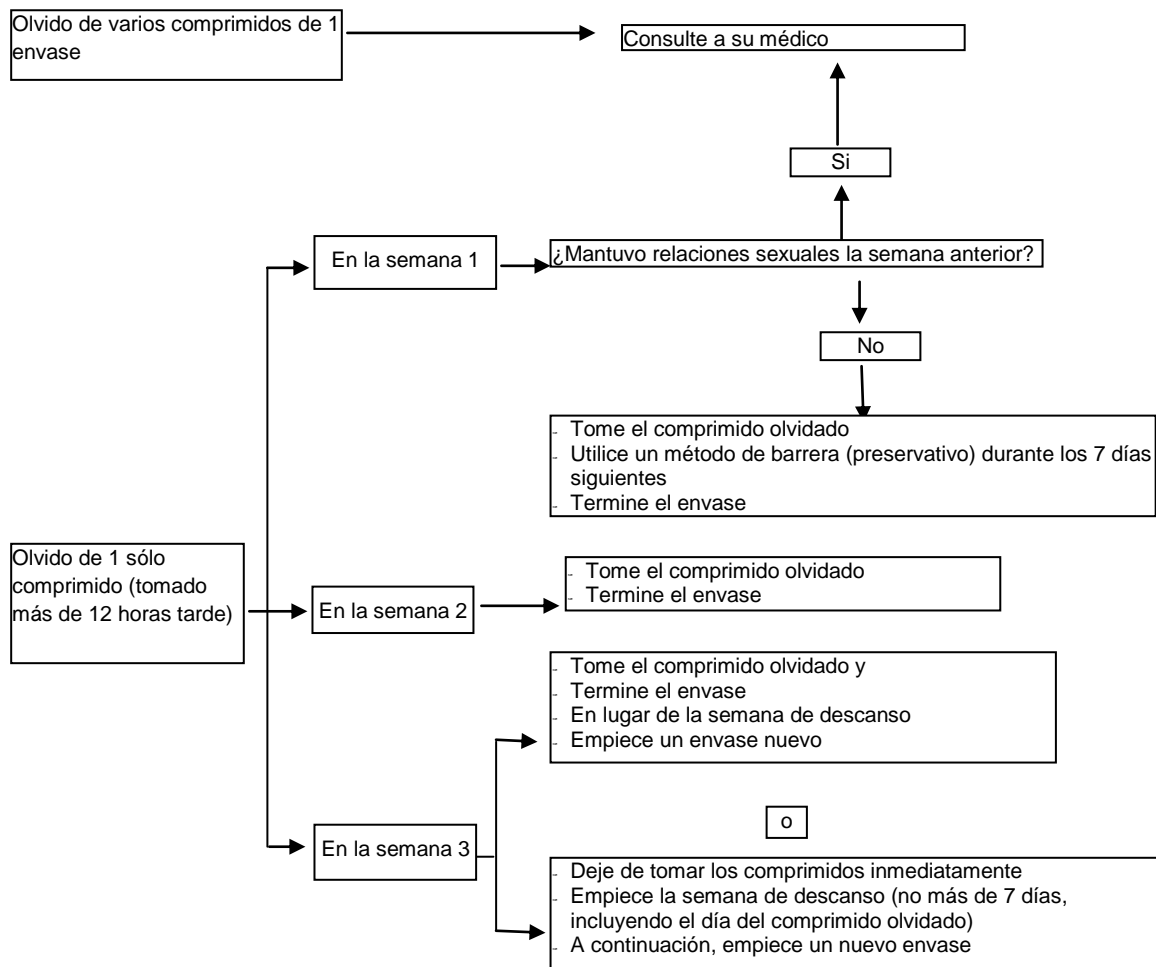 Olvido de varios comprimidos de 1
envase
Consulte a su médico
Si
En la semana 1
¿Mantuvo relaciones sexuales la semana anterior?
No
- Tome el comprimido olvidado
- Utilice un método de barrera (preservativo) durante los 7 días
siguientes
- Termine el envase
Olvido de 1 sólo
comprimido (tomado
más de 12 horas tarde)
En la semana 2
- Tome el comprimido olvidado
- Termine el envase
- Tome el comprimido olvidado y
- Termine el envase
- En lugar de la semana de descanso
- Empiece un envase nuevo
o
En la semana 3
- Deje de tomar los comprimidos inmediatamente
- Empiece la semana de descanso (no más de 7 días,
incluyendo el día del comprimido olvidado)
- A continuación, empiece un nuevo envase